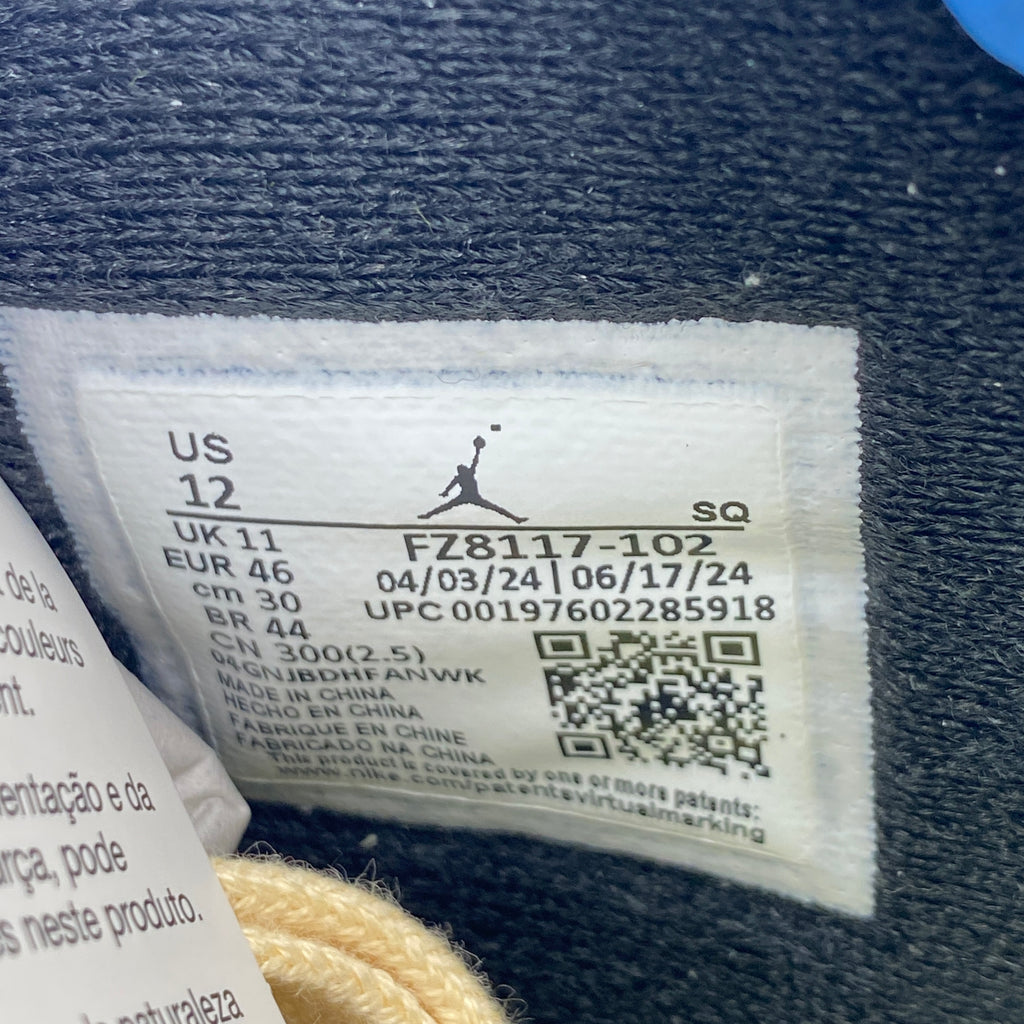 US
12
SQ
UK 11
FZ8117-102
EUR 46
04/03/24 | 06/17/24
cm 30
UPC 00197602285918
BR 44
CN 300(2.5)
04GNJBDHFANWK
MADE IN CHINA
HECHO EN CHINA
FABRIQUE EN CHINE
FABRICADO NA CHINA
This product is covered by one or more patents:
www.nike.com/patentsvirtualmarking
de la
couleurs
nt.
entação e da
rça, pode
s neste produto.
naturaleza